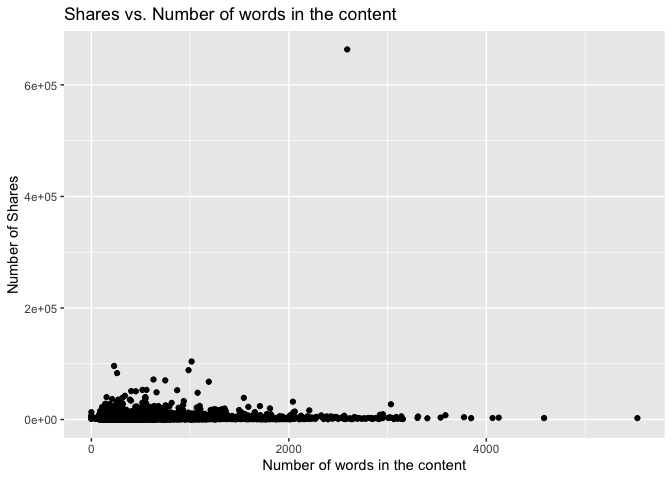 Shares vs. Number of words in the content
Number of Shares
6e+05
4e+05
2e+05
0e+00
0
2000
4000
Number of words in the content